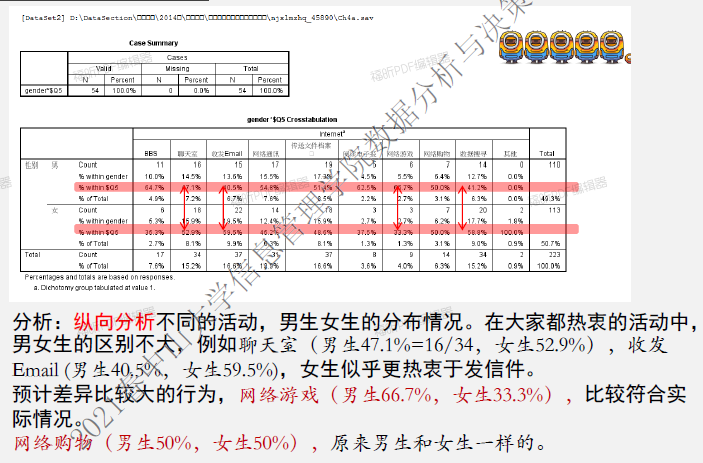 [DataSet2] D:\DataSection\□□□□\2014□\□□□□□□□□□□□□□\njxlmzhq_45890\Ch4a.sav
Case Summary
Cases
Valid Missing Total
N Percent N Percent N Percent
gender*$Q5 54 100.0% 0 0.0% 54 100.0%
gender*$Q5 Crosstabulation
Internet^a
BBS 聊天室 收发Email 网络通讯 传送文件档案 网络游戏 网络购物 数据搜寻 其他 Total
性别 男 Count 11 16 15 17 19 5 6 7 14 0 110
% within gender 10.0% 14.5% 13.6% 15.5% 4.5% 5.5% 6.4% 12.7% 0.0%
% within $Q5 64.7% 47.1% 40.5% 54.8% 51.4% 62.5% 66.7% 50.0% 41.2% 0.0%
% of Total 4.9% 7.2% 6.7% 7.6% 8.5% 2.2% 2.7% 3.1% 6.3% 0.0% 49.3%
女 Count 6 18 22 14 18 3 3 7 20 2 113
% within gender 5.3% 15.9% 19.5% 12.4% 15.9% 2.7% 2.7% 6.2% 17.7% 1.8%
% within $Q5 35.3% 52.9% 59.5% 45.2% 48.6% 37.5% 33.3% 50.0% 58.8% 100.0%
% of Total 2.7% 8.1% 9.9% 6.3% 8.1% 1.3% 1.3% 3.1% 9.0% 0.9% 50.7%
Total Count 17 34 37 31 37 8 9 14 34 2 223
% of Total 7.6% 15.2% 16.6% 13.9% 16.6% 3.6% 4.0% 6.3% 15.2% 0.9% 100.0%
Percentages and totals are based on responses.
a. Dichotomy group tabulated at value 1.
分析：纵向分析不同的活动，男生女生的分布情况。在大家都热衷的活动中，
男女生的区别不大，例如聊天室（男生47.1%=16/34，女生52.9%），收发
Email (男生40.5%，女生59.5%)，女生似乎更热衷于发信件。
预计差异比较大的行为，网络游戏（男生66.7%，女生33.3%），比较符合实
际情况。
网络购物（男生50%，女生50%），原来男生和女生一样的。
福昕PDF编辑器